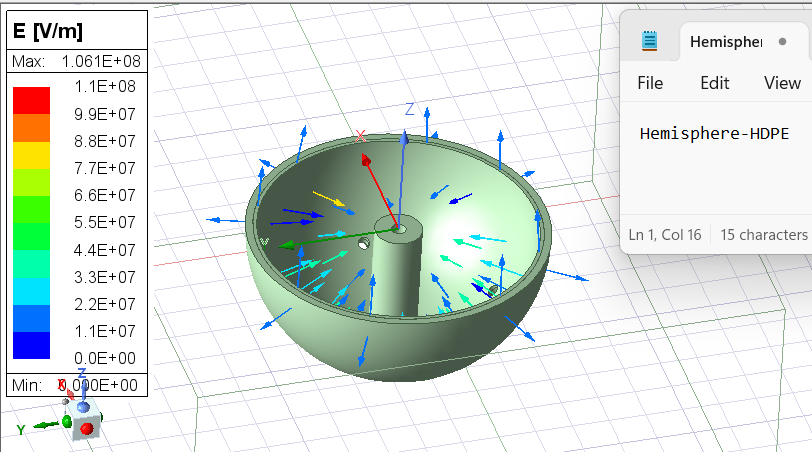 E [V/m]
Max: 1.061E+08
1.1E+08
9.9E+07
8.8E+07
7.7E+07
6.6E+07
5.5E+07
4.4E+07
3.3E+07
2.2E+07
1.1E+07
0.0E+00
Min: 0.000E+00
Z
X
Y
Z
X
Y
Hemispher
File Edit View
Hemisphere-HDPE
Ln 1, Col 16 15 characters